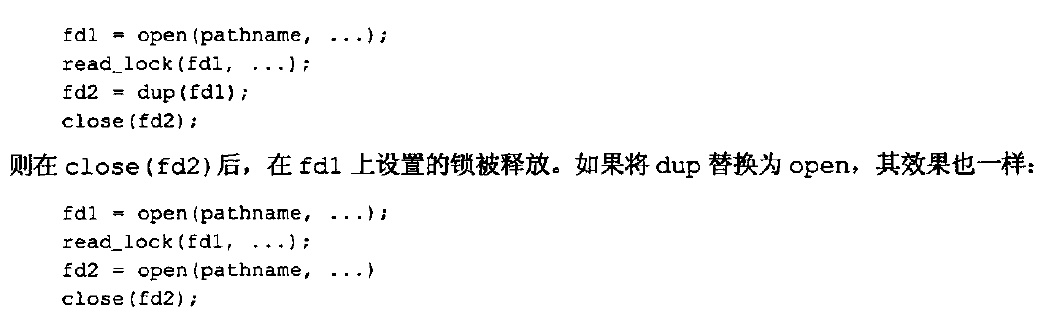 fd1 = open(pathname, ...);
read_lock(fd1, ...);
fd2 = dup(fd1);
close(fd2);
则在 close(fd2)后，在 fd1 上设置的锁被释放。如果将 dup 替换为 open，其效果也一样：
fd1 = open(pathname, ...);
read_lock(fd1, ...);
fd2 = open(pathname, ...)
close(fd2);